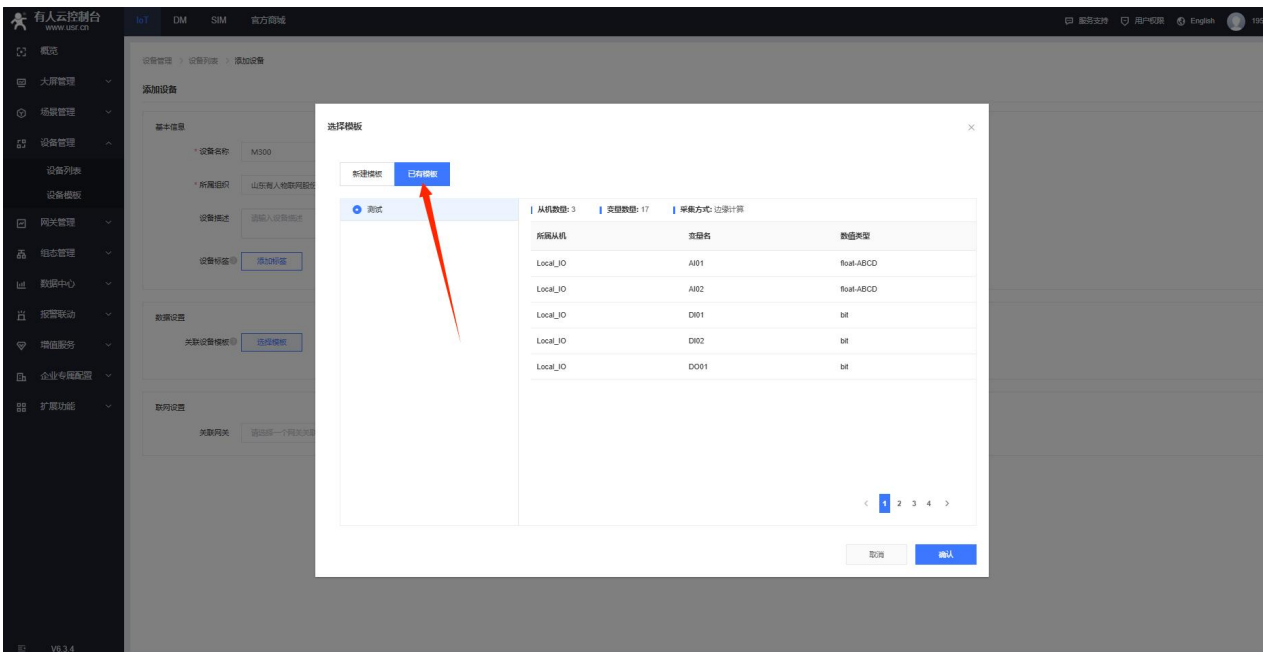 有人云控制台
www.usr.cn
IoT DM SIM 官方商城
服务支持 用户权限 English 195
概览
大屏管理
场景管理
设备管理
设备列表
设备模板
网关管理
组态管理
数据中心
报警联动
增值服务
企业专属配置
扩展功能
V6.3.4
设备管理 > 设备列表 > 添加设备
添加设备
基本信息
* 设备名称 M300
* 所属组织 山东有人物联网股份
设备描述 请输入设备描述
设备标签 添加标签
数据设置
关联设备模板 选择模板
联网设置
关联网关 请选择一个网关关联
选择模板
新建模板 已有模板
测试
从机数量: 3 变量数量: 17 采集方式: 边缘计算
所属从机 变量名 数值类型
Local_IO AI01 float-ABCD
Local_IO AI02 float-ABCD
Local_IO DI01 bit
Local_IO DI02 bit
Local_IO DO01 bit
< 1 2 3 4 >
取消 确认